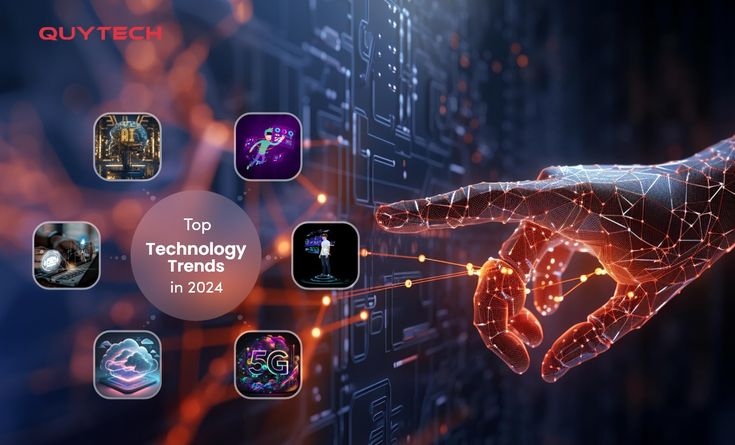 QUYTECH
Top
Technology
Trends
in 2024
5G